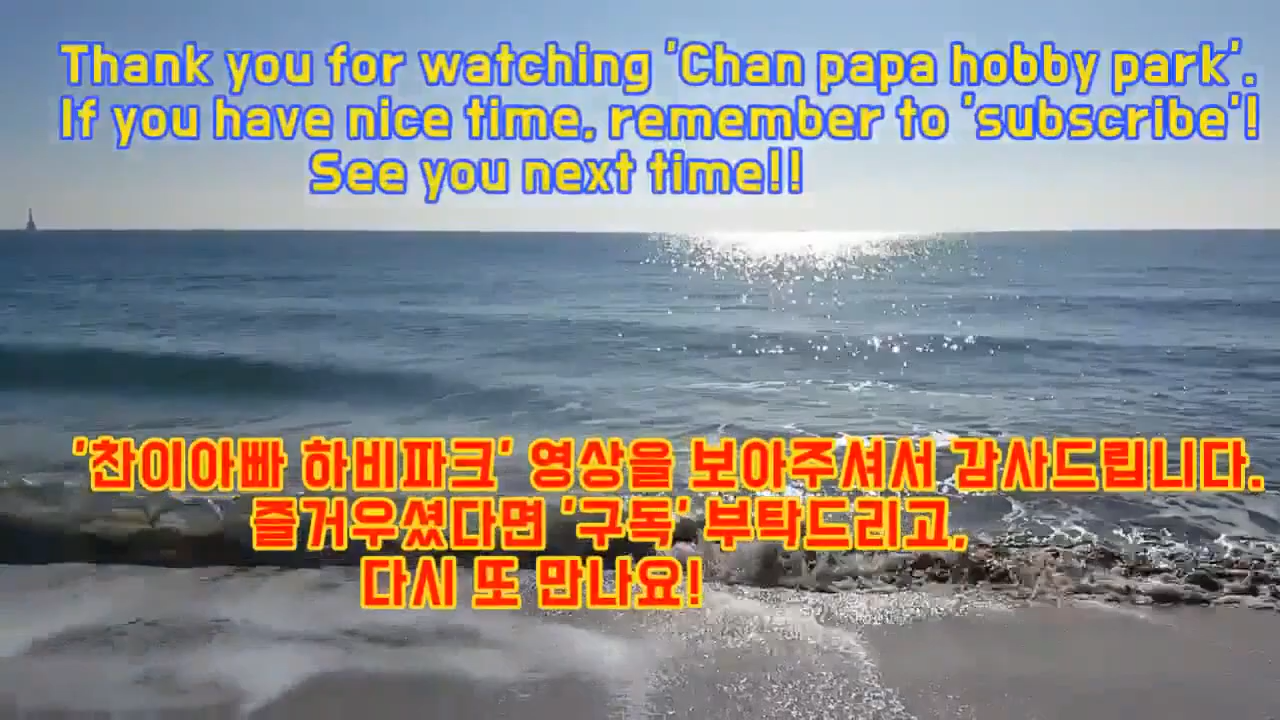 Thank you for watching 'Chan papa hobby park'.
If you have nice time, remember to 'subscribe'!
See you next time!!
'찬이아빠 하비파크' 영상을 보아주셔서 감사드립니다.
즐거우셨다면 '구독' 부탁드리고,
다시 또 만나요!